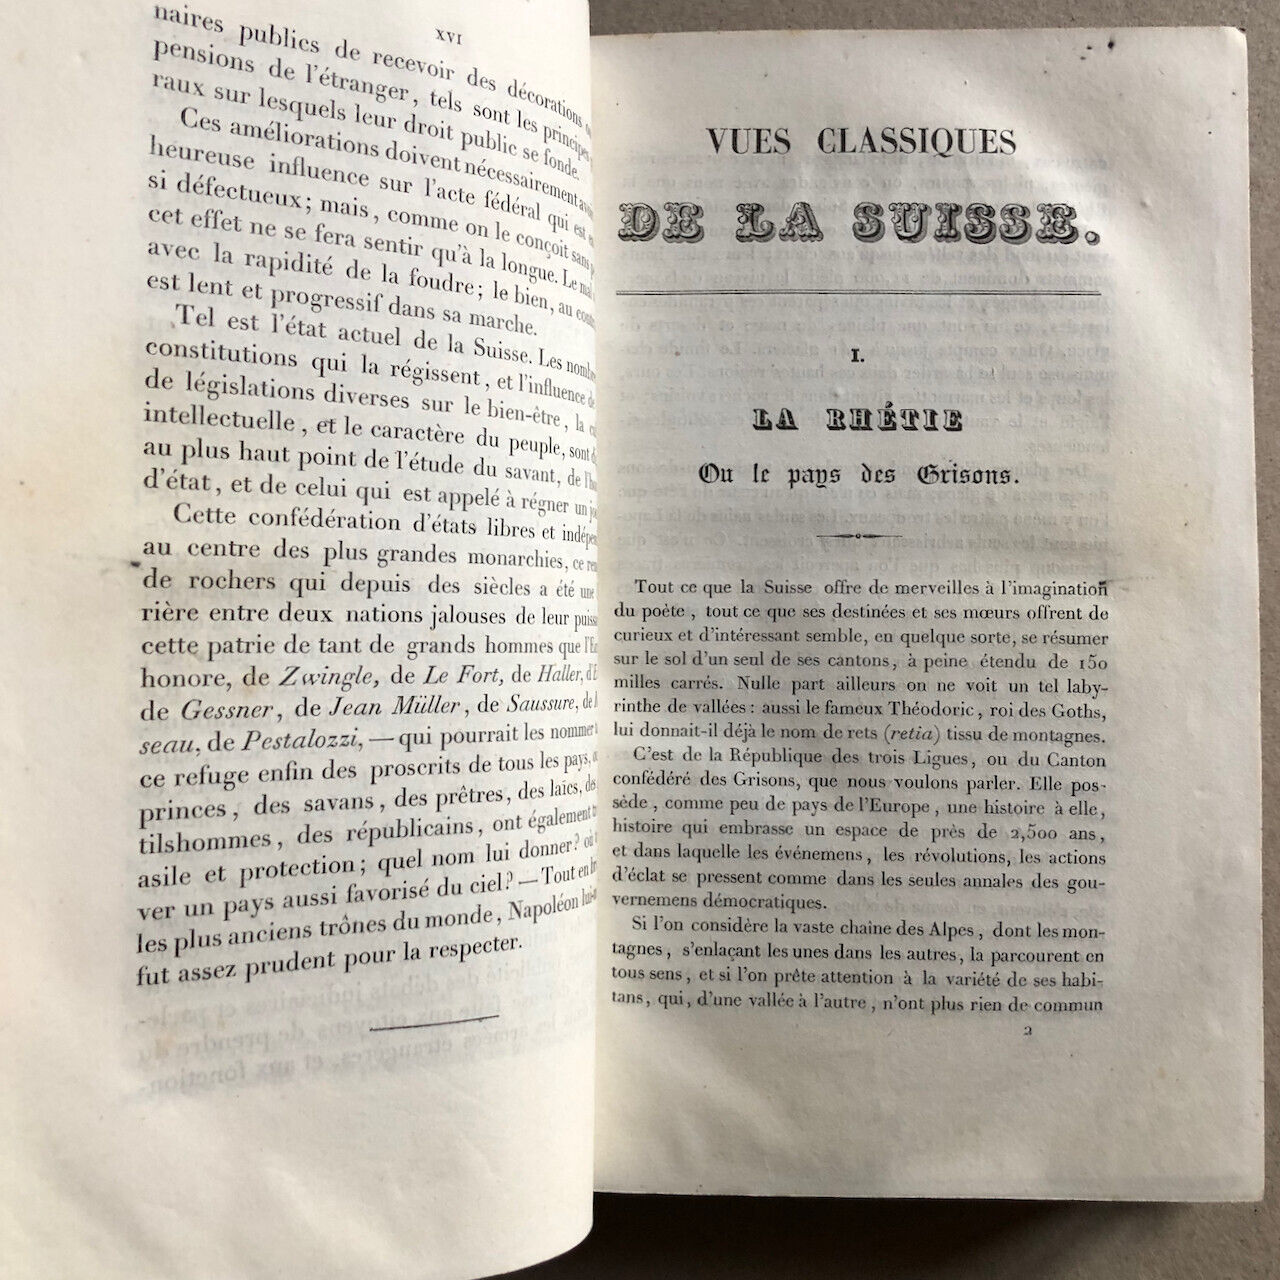 XVI
naires publics de recevoir des décorations
pensions de l'étranger, tels sont les principes
raux sur lesquels leur droit public se fonde.
Ces améliorations doivent nécessairement
heureuse influence sur l'acte fédéral qui est
si défectueux; mais, comme on le conçoit sans
cet effet ne se fera sentir qu'à la longue. Le mal
avec la rapidité de la foudre; le bien, au
est lent et progressif dans sa marche.
Tel est l'état actuel de la Suisse. Les
constitutions qui la régissent, et l'influence
de législations diverses sur le bien-être, la
intellectuelle, et le caractère du peuple, sont
au plus haut point de l'étude du savant, de
d'état, et de celui qui est appelé à régner un
Cette confédération d'états libres et
au centre des plus grandes monarchies, ce
de rochers qui depuis des siècles a été une
rière entre deux nations jalouses de leur
cette patrie de tant de grands hommes que
honore, de Zwingle, de Le Fort, de Haller,
de Gessner, de Jean Müller, de Saussure, de
seau, de Pestalozzi, — qui pourrait les nommer
ce refuge enfin des proscrits de tous les pays,
princes, des savans, des prêtres, des laïcs, des
tilshommes, des républicains, ont également
asile et protection; quel nom lui donner? où
ver un pays aussi favorisé du ciel? — Tout en
les plus anciens trônes du monde, Napoléon
fut assez prudent pour la respecter.
VUES CLASSIQUES
DE LA SUISSE.
I.
LA RHÉTIE
Ou le pays des Grisons.
Tout ce que la Suisse offre de merveilles à l'imagination
du poète, tout ce que ses destinées et ses mœurs offrent de
curieux et d'intéressant semble, en quelque sorte, se résumer
sur le sol d'un seul de ses cantons, à peine étendu de 150
milles carrés. Nulle part ailleurs on ne voit un tel laby-
rinthe de vallées: aussi le fameux Théodoric, roi des Goths,
lui donnait-il déjà le nom de rets (retia) tissu de montagnes.
C'est de la République des trois Ligues, ou du Canton
confédéré des Grisons, que nous voulons parler. Elle pos-
sède, comme peu de pays de l'Europe, une histoire à elle,
histoire qui embrasse un espace de près de 2,500 ans,
et dans laquelle les événemens, les révolutions, les actions
d'éclat se pressent comme dans les seules annales des gou-
vernemens démocratiques.
Si l'on considère la vaste chaîne des Alpes, dont les mon-
tagnes, s'enlaçant les unes dans les autres, la parcourent en
tous sens, et si l'on prête attention à la variété de ses habi-
tans, qui, d'une vallée à l'autre, n'ont plus rien de commun
2